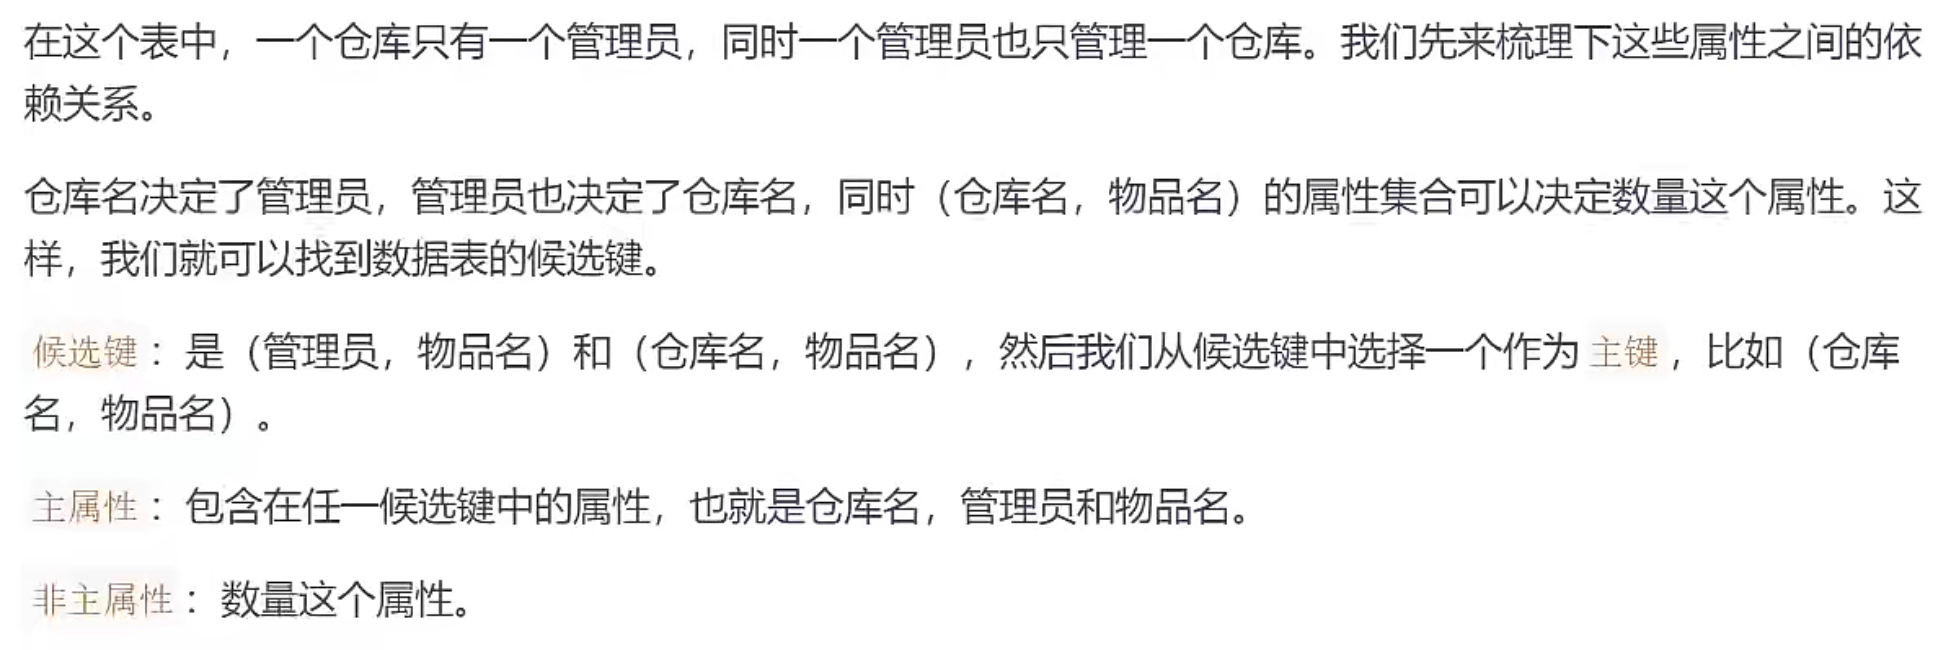 在这个表中，一个仓库只有一个管理员，同时一个管理员也只管理一个仓库。我们先来梳理下这些属性之间的依
赖关系。
仓库名决定了管理员，管理员也决定了仓库名，同时（仓库名，物品名）的属性集合可以决定数量这个属性。这
样，我们就可以找到数据表的候选键。
候选键：是（管理员，物品名）和（仓库名，物品名），然后我们从候选键中选择一个作为主键，比如（仓库
名，物品名）。
主属性：包含在任一候选键中的属性，也就是仓库名，管理员和物品名。
非主属性：数量这个属性。